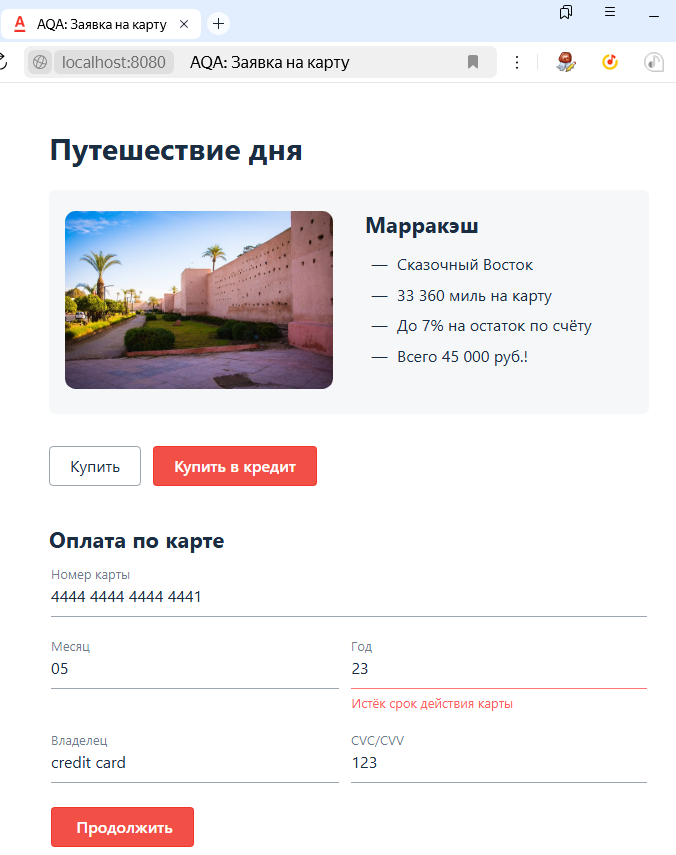 AQA: Заявка на карту
localhost:8080 AQA: Заявка на карту
Путешествие дня
Марракэш
— Сказочный Восток
— 33 360 миль на карту
— До 7% на остаток по счёту
— Всего 45 000 руб.!
Купить Купить в кредит
Оплата по карте
Номер карты
4444 4444 4444 4441
Месяц Год
05 23
Истёк срок действия карты
Владелец CVC/CVV
credit card 123
Продолжить